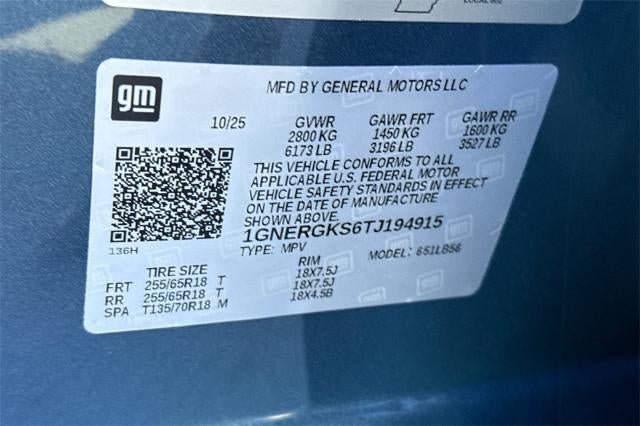 LOCAL 602
gm
MFD BY GENERAL MOTORS LLC
10/25 GVWR GAWR FRT GAWR RR
2800 KG 1450 KG 1600 KG
6173 LB 3196 LB 3527 LB
THIS VEHICLE CONFORMS TO ALL
APPLICABLE U.S. FEDERAL MOTOR
VEHICLE SAFETY STANDARDS IN EFFECT
ON THE DATE OF MANUFACTURE
SHOWN ABOVE.
1GNERGKS6TJ194915
136H TYPE: MPV MODEL: 651LB56
TIRE SIZE RIM
FRT 255/65R18 T 18X7.5J
RR 255/65R18 T 18X7.5J
SPA T135/70R18 M 18X4.5B